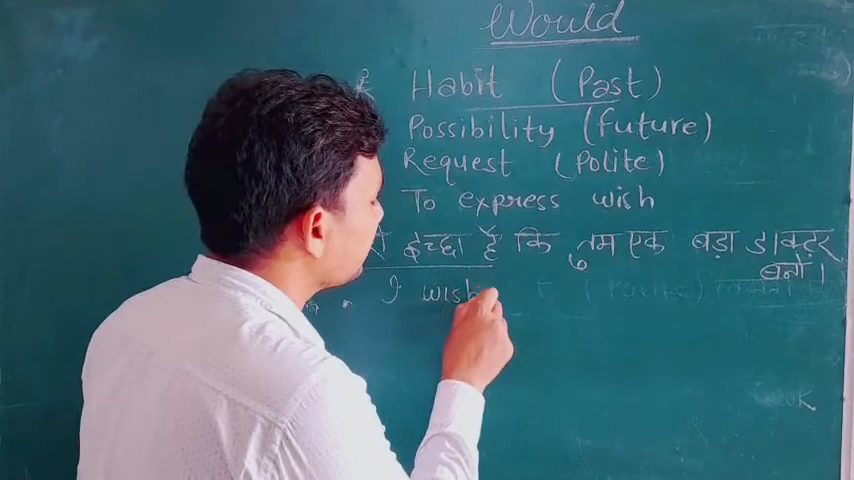 Would
Habit (Past)
Possibility (Future)
Request (Polite)
To express wish
इच्छा है कि तुम एक बड़ा डॉक्टर
बनो।
I wish